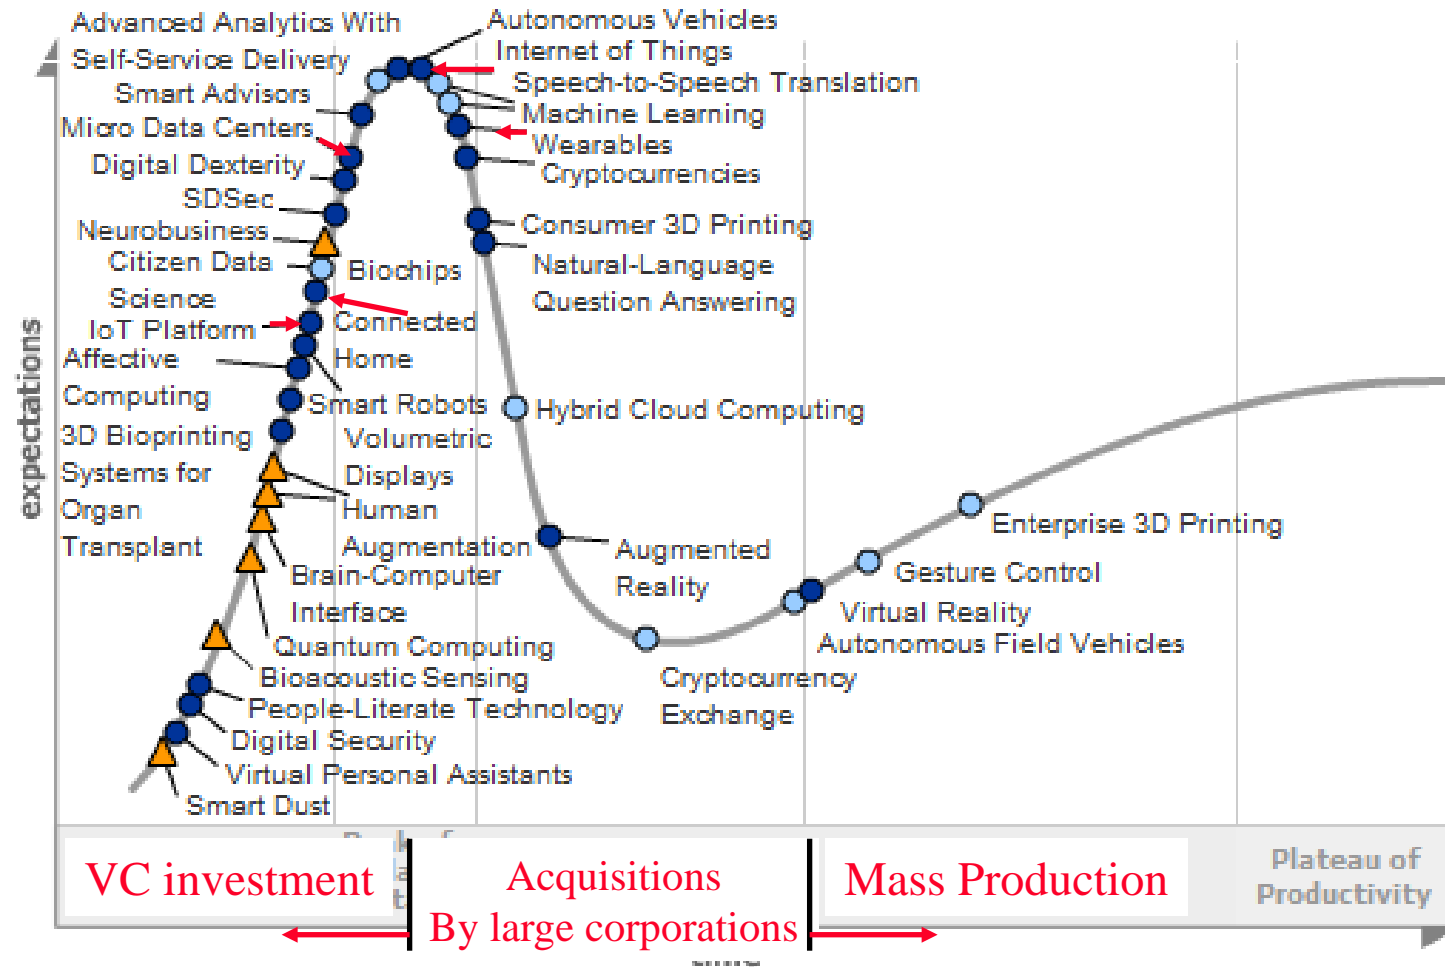 Advanced Analytics With
Self-Service Delivery
Smart Advisors
Micro Data Centers
Digital Dexterity
SDSec
Neurobusiness
Citizen Data
Science
IoT Platform
Affective
Computing
3D Bioprinting
Systems for
Organ
Transplant
Autonomous Vehicles
Internet of Things
Speech-to-Speech Translation
Machine Learning
Wearables
Cryptocurrencies
Consumer 3D Printing
Natural-Language
Question Answering
Biochips
Connected
Home
Smart Robots
Volumetric
Displays
Human
Augmentation
Brain-Computer
Interface
Quantum Computing
Bioacoustic Sensing
People-Literate Technology
Digital Security
Virtual Personal Assistants
Smart Dust
Hybrid Cloud Computing
Augmented
Reality
Cryptocurrency
Exchange
Enterprise 3D Printing
Gesture Control
Virtual Reality
Autonomous Field Vehicles
expectations
VC investment
Acquisitions
By large corporations
Mass Production
Plateau of
Productivity